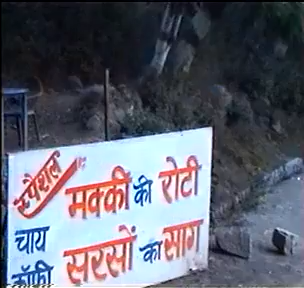 स्पेशल
मक्की की रोटी
चाय
सरसों का साग
कॉफी